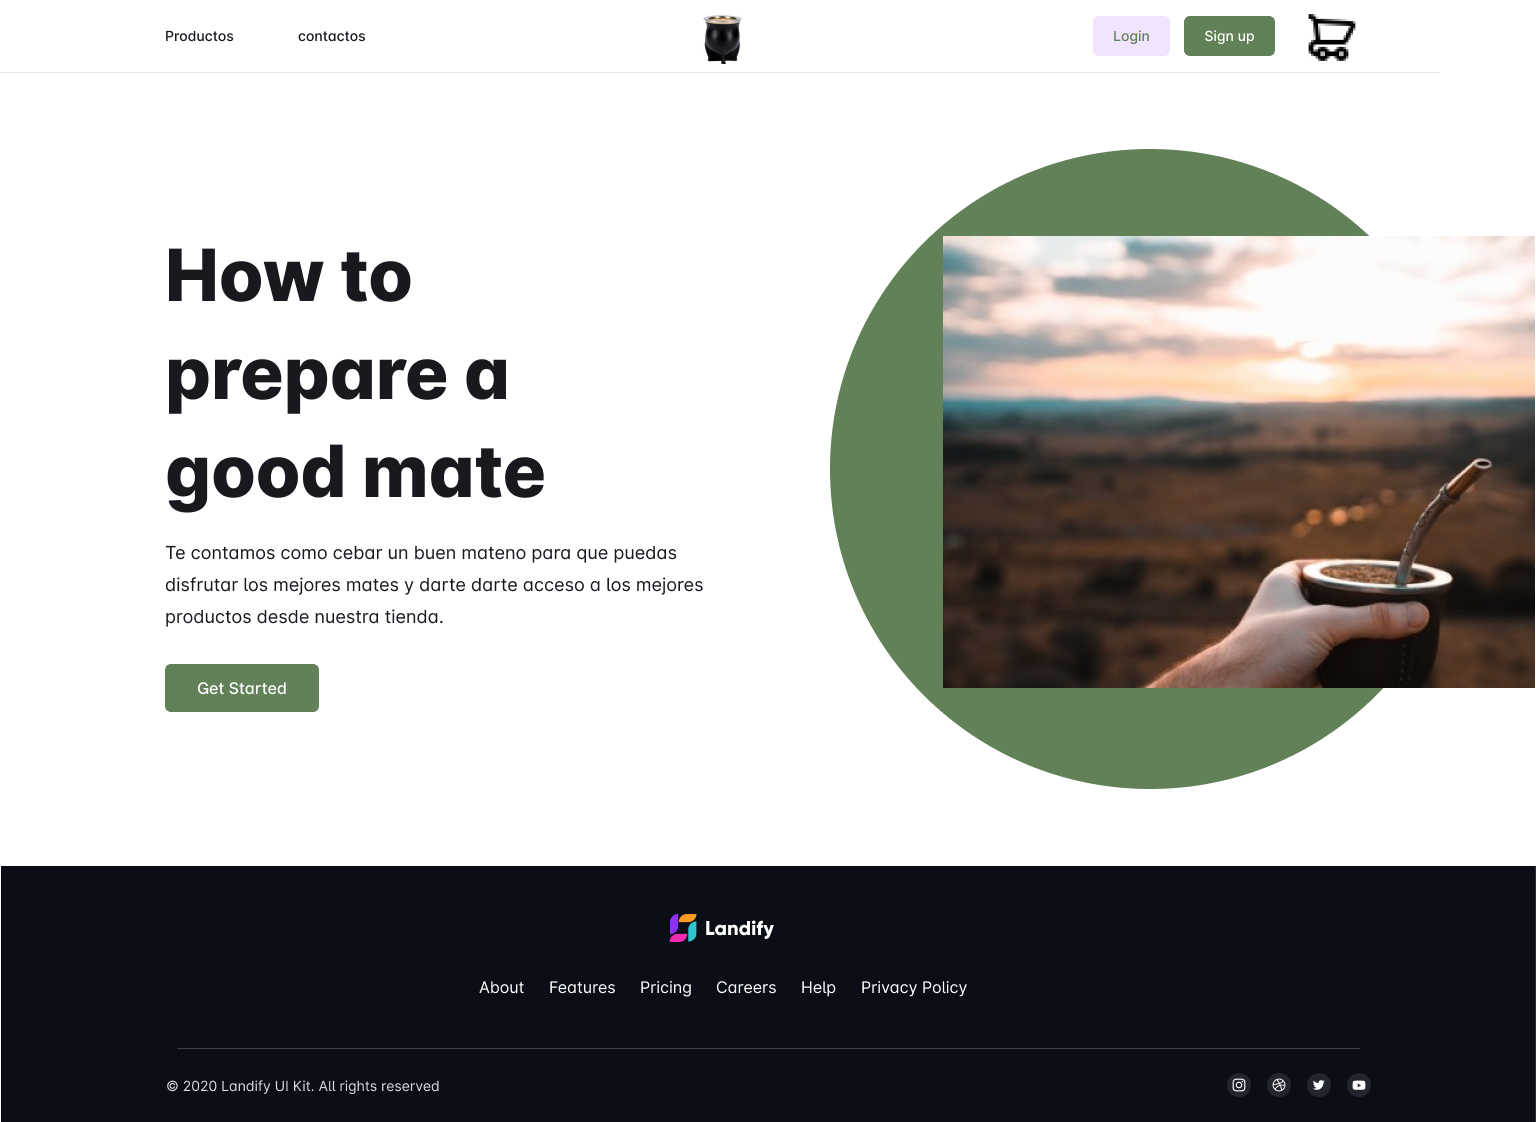 Productos contactos Login Sign up
How to
prepare a
good mate
Te contamos como cebar un buen mateno para que puedas
disfrutar los mejores mates y darte darte acceso a los mejores
productos desde nuestra tienda.
Get Started
Landify
About Features Pricing Careers Help Privacy Policy
© 2020 Landify UI Kit. All rights reserved